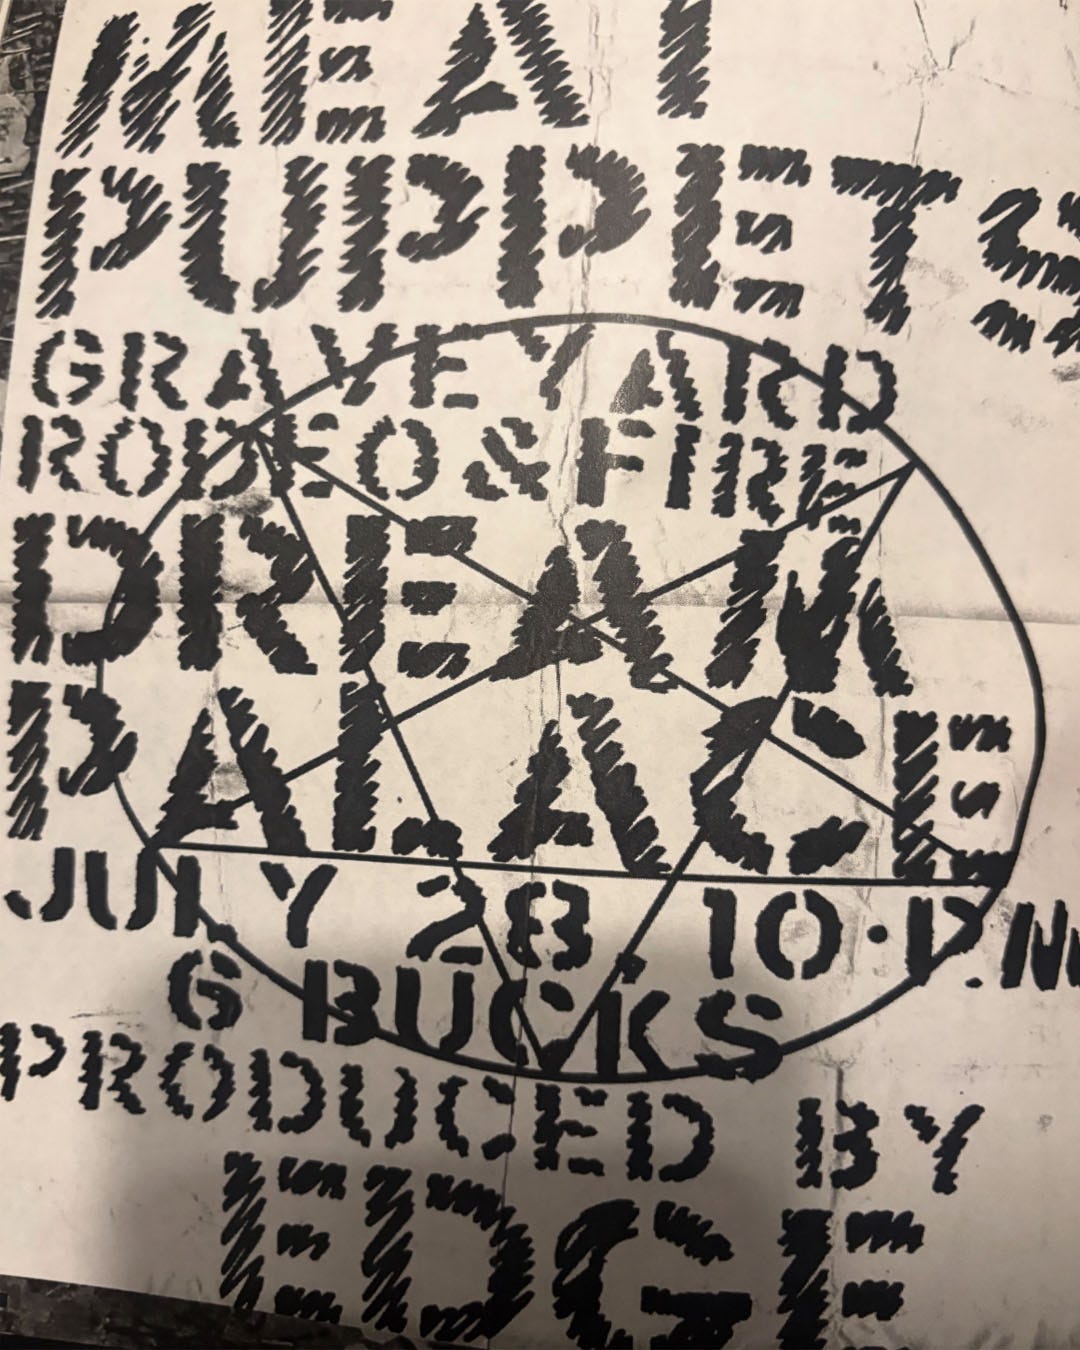 MEAT
PUPPETS
GRAVEYARD
RODEO & FIRE
DREAM
PALACE
JULY 28. 10 P.M
6 BUCKS
PRODUCED BY
EDGE